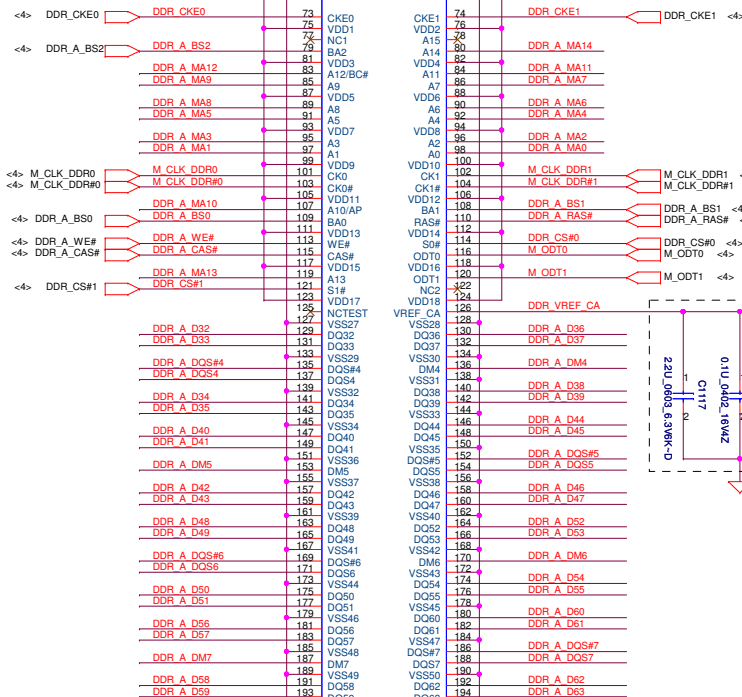 <4> DDR_CKE0 DDR_CKE0 73 CKE0 CKE1 74 DDR_CKE1 DDR_CKE1 <4>
75 VDD1 VDD2 76
77 NC1 A15 78
<4> DDR_A_BS2 DDR_A_BS2 79 BA2 A14 80 DDR_A_MA14
81 VDD3 VDD4 82
DDR_A_MA12 83 A12/BC# A11 84 DDR_A_MA11
DDR_A_MA9 85 A9 A7 86 DDR_A_MA7
87 VDD5 VDD6 88
DDR_A_MA8 89 A8 A6 90 DDR_A_MA6
DDR_A_MA5 91 A5 A4 92 DDR_A_MA4
93 VDD7 VDD8 94
DDR_A_MA3 95 A3 A2 96 DDR_A_MA2
DDR_A_MA1 97 A1 A0 98 DDR_A_MA0
99 VDD9 VDD10 100
<4> M_CLK_DDR0 M_CLK_DDR0 101 CK0 CK1 102 M_CLK_DDR1 M_CLK_DDR1 <4>
<4> M_CLK_DDR#0 M_CLK_DDR#0 103 CK0# CK1# 104 M_CLK_DDR#1 M_CLK_DDR#1
105 VDD11 VDD12 106
DDR_A_MA10 107 A10/AP BA1 108 DDR_A_BS1 DDR_A_BS1 <4>
<4> DDR_A_BS0 DDR_A_BS0 109 BA0 RAS# 110 DDR_A_RAS# DDR_A_RAS# <4>
111 VDD13 VDD14 112
<4> DDR_A_WE# DDR_A_WE# 113 WE# S0# 114 DDR_CS#0 DDR_CS#0 <4>
<4> DDR_A_CAS# DDR_A_CAS# 115 CAS# ODT0 116 M_ODT0 M_ODT0 <4>
117 VDD15 VDD16 118
DDR_A_MA13 119 A13 ODT1 120 M_ODT1 M_ODT1 <4>
<4> DDR_CS#1 DDR_CS#1 121 S1# NC2 122
123 VDD17 VDD18 124
125 NCTEST VREF_CA 126 DDR_VREF_CA
127 VSS27 VSS28 128
DDR_A_D32 129 DQ32 DQ36 130 DDR_A_D36
DDR_A_D33 131 DQ33 DQ37 132 DDR_A_D37
133 VSS29 VSS30 134
DDR_A_DQS#4 135 DQS#4 DM4 136 DDR_A_DM4
DDR_A_DQS4 137 DQS4 VSS31 138
139 VSS32 DQ38 140 DDR_A_D38
DDR_A_D34 141 DQ34 DQ39 142 DDR_A_D39
DDR_A_D35 143 DQ35 VSS33 144
145 VSS34 DQ44 146 DDR_A_D44
DDR_A_D40 147 DQ40 DQ45 148 DDR_A_D45
DDR_A_D41 149 DQ41 VSS35 150
151 VSS36 DQS#5 152 DDR_A_DQS#5
DDR_A_DM5 153 DM5 DQS5 154 DDR_A_DQS5
155 VSS37 VSS38 156
DDR_A_D42 157 DQ42 DQ46 158 DDR_A_D46
DDR_A_D43 159 DQ43 DQ47 160 DDR_A_D47
161 VSS39 VSS40 162
DDR_A_D48 163 DQ48 DQ52 164 DDR_A_D52
DDR_A_D49 165 DQ49 DQ53 166 DDR_A_D53
167 VSS41 VSS42 168
DDR_A_DQS#6 169 DQS#6 DM6 170 DDR_A_DM6
DDR_A_DQS6 171 DQS6 VSS43 172
173 VSS44 DQ54 174 DDR_A_D54
DDR_A_D50 175 DQ50 DQ55 176 DDR_A_D55
DDR_A_D51 177 DQ51 VSS45 178
179 VSS46 DQ60 180 DDR_A_D60
DDR_A_D56 181 DQ56 DQ61 182 DDR_A_D61
DDR_A_D57 183 DQ57 VSS47 184
185 VSS48 DQS#7 186 DDR_A_DQS#7
DDR_A_DM7 187 DM7 DQS7 188 DDR_A_DQS7
189 VSS49 VSS50 190
DDR_A_D58 191 DQ58 DQ62 192 DDR_A_D62
DDR_A_D59 193 194 DDR_A_D63
2.2U_0603_6.3V6K~D
1
C1117
2
0.1U_0402_16V4Z